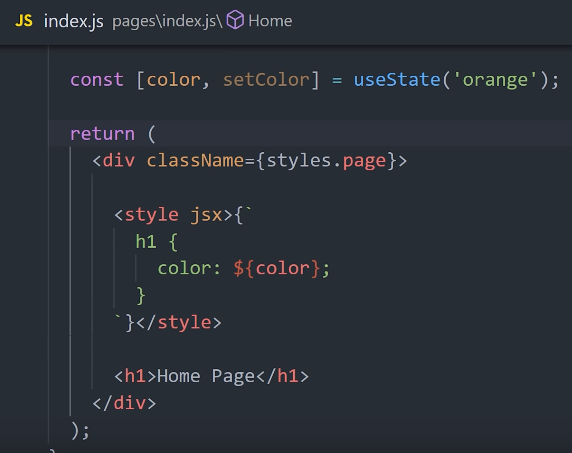 JS index.js pages\index.js\ Home
const [color, setColor] = useState('orange');
return (
<div className={styles.page}>
<style jsx>{`
h1 {
color: ${color};
}
`}</style>
<h1>Home Page</h1>
</div>
);